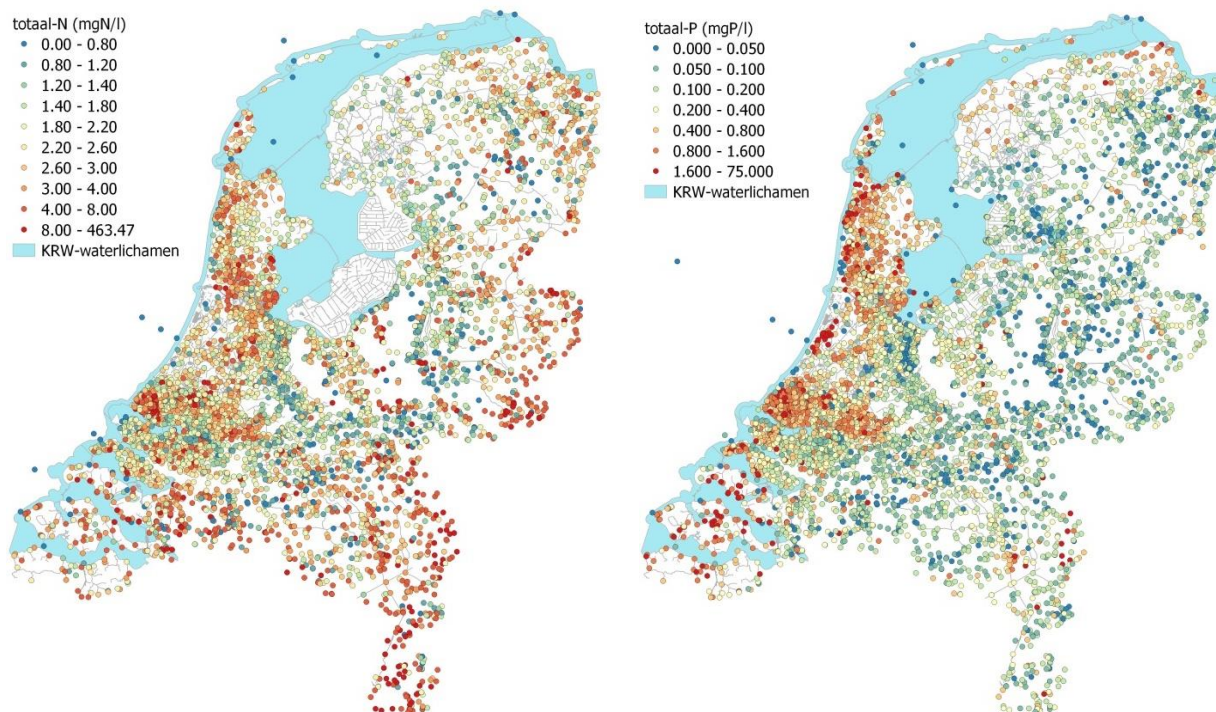 totaal-N (mgN/l)
0.00 - 0.80
0.80 - 1.20
1.20 - 1.40
1.40 - 1.80
1.80 - 2.20
2.20 - 2.60
2.60 - 3.00
3.00 - 4.00
4.00 - 8.00
8.00 - 463.47
KRW-waterlichamen
totaal-P (mgP/l)
0.000 - 0.050
0.050 - 0.100
0.100 - 0.200
0.200 - 0.400
0.400 - 0.800
0.800 - 1.600
1.600 - 75.000
KRW-waterlichamen